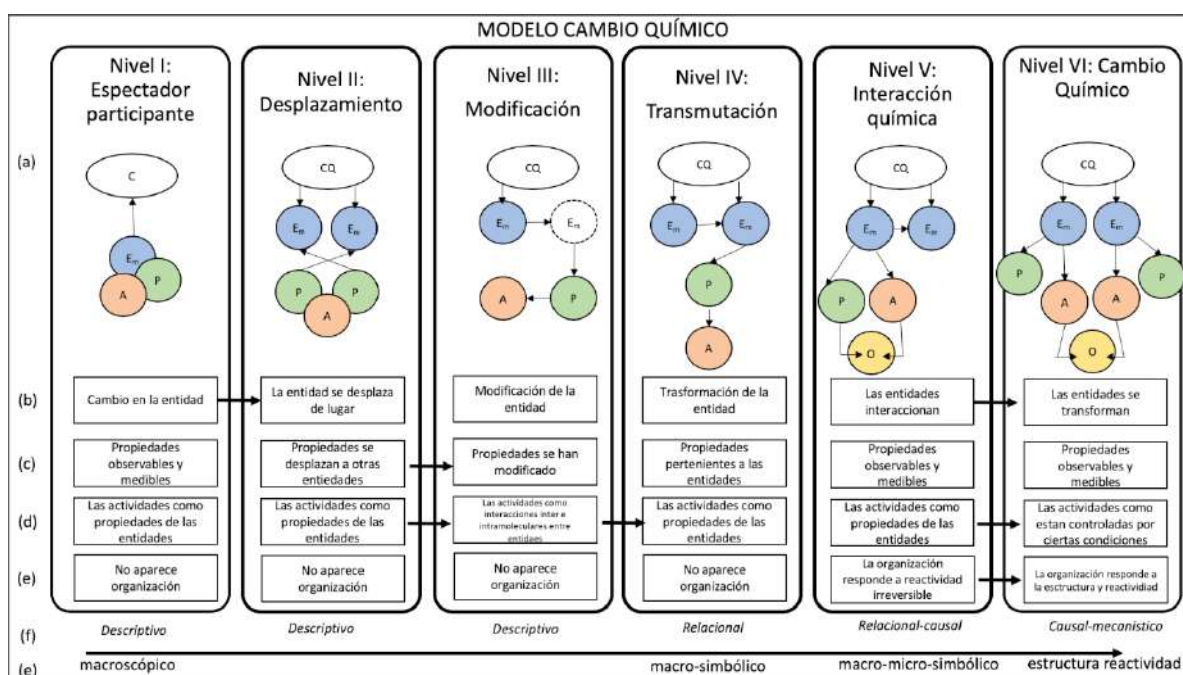 MODELO CAMBIO QUÍMICO
Nivel I:
Espectador
participante
Nivel II:
Desplazamiento
Nivel III:
Modificación
Nivel IV:
Transmutación
Nivel V:
Interacción
química
Nivel VI: Cambio
Químico
(a)
C
Em
A
P
CQ
Em
Em
P
P
A
CQ
Em
Em
A
P
CQ
Em
Em
P
A
CQ
Em
Em
P
A
O
CQ
Em
Em
P
A
A
P
O
(b)
Cambio en la entidad
La entidad se desplaza
de lugar
Modificación de la
entidad
Trasformación de la
entidad
Las entidades
interaccionan
Las entidades se
transforman
(c)
Propiedades
observables y
medibles
Propiedades se
desplazan a otras
entiedades
Propiedades se han
modificado
Propiedades
pertenientes a las
entidades
Propiedades
observables y
medibles
Propiedades
observables y
medibles
(d)
Las actividades como
propiedades de las
entidades
Las actividades como
propiedades de las
entidades
Las actividades como
interacciones inter e
intramoleculares entre
entidaes
Las actividades como
propiedades de las
entidades
Las actividades como
propiedades de las
entidades
Las actividades como
estan controladas por
ciertas condiciones
(e)
No aparece
organización
No aparece
organización
No aparece
organización
No aparece
organización
La organización
responde a reactividad
irreversible
La organización responde a
la esctructura y reactividad
(f)
Descriptivo
Descriptivo
Descriptivo
Relacional
Relacional-causal
Causal-mecanístico
(e)
macroscópico
macro-simbólico
macro-micro-simbólico
estructura reactividad